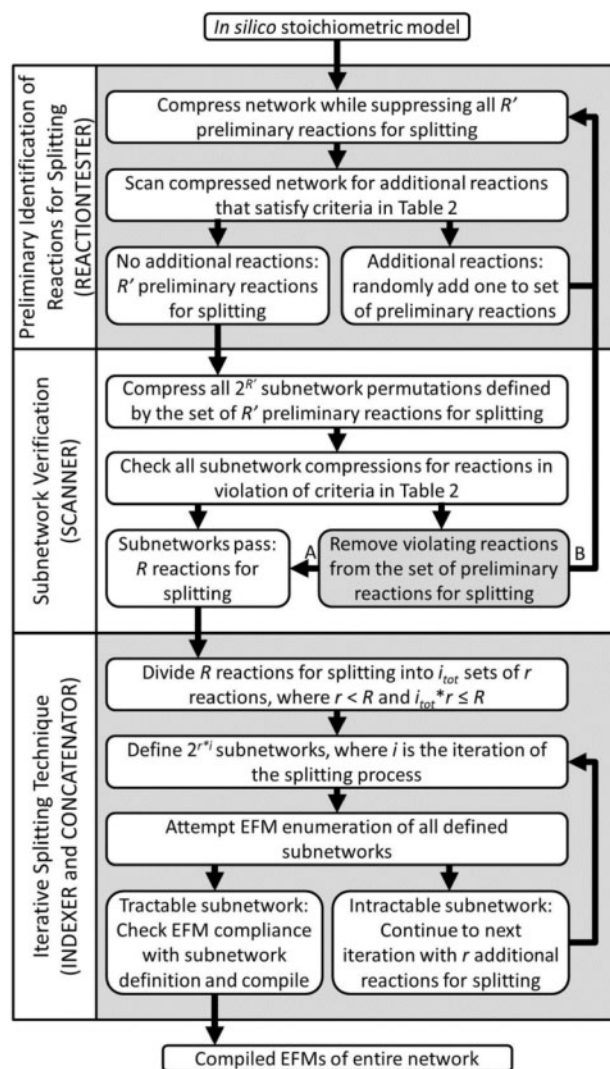 In silico stoichiometric model
Preliminary Identification of
Reactions for Splitting
(REACTIONTESTER)
Compress network while suppressing all R’
preliminary reactions for splitting
Scan compressed network for additional reactions
that satisfy criteria in Table 2
No additional reactions:
R’ preliminary reactions
for splitting
Additional reactions:
randomly add one to set
of preliminary reactions
Subnetwork Verification
(SCANNER)
Compress all 2^R’ subnetwork permutations defined
by the set of R’ preliminary reactions for splitting
Check all subnetwork compressions for reactions in
violation of criteria in Table 2
Subnetworks pass:
R reactions for
splitting
A
Remove violating reactions
from the set of preliminary
reactions for splitting
B
Iterative Splitting Technique
(INDEXER and CONCATENATOR)
Divide R reactions for splitting into i_tot sets of r
reactions, where r < R and i_tot*r ≤ R
Define 2^r*i subnetworks, where i is the iteration of
the splitting process
Attempt EFM enumeration of all defined
subnetworks
Tractable subnetwork:
Check EFM compliance
with subnetwork
definition and compile
Intractable subnetwork:
Continue to next
iteration with r additional
reactions for splitting
Compiled EFMs of entire network